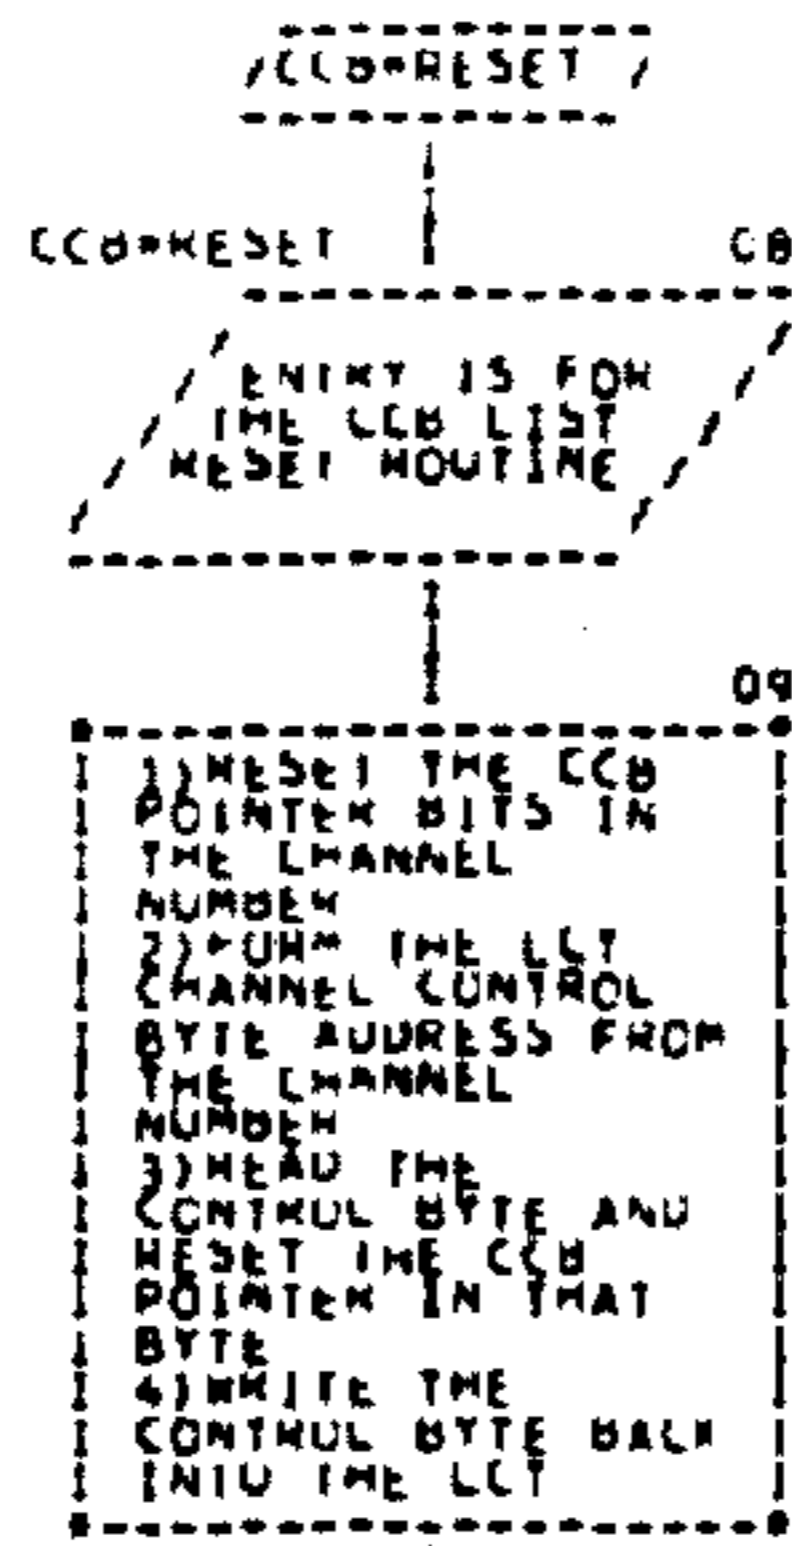 CCB*RESET
CCB*RESET 08
ENTRY IS FOR
THE CCB LIST
RESET ROUTINE
09
1)RESET THE CCB
POINTER BITS IN
THE CHANNEL
NUMBER
2)FORM THE LCT
CHANNEL CONTROL
BYTE ADDRESS FROM
THE CHANNEL
NUMBER
3)READ THE
CONTROL BYTE AND
RESET THE CCB
POINTER IN THAT
BYTE
4)WRITE THE
CONTROL BYTE BACK
INTO THE LCT